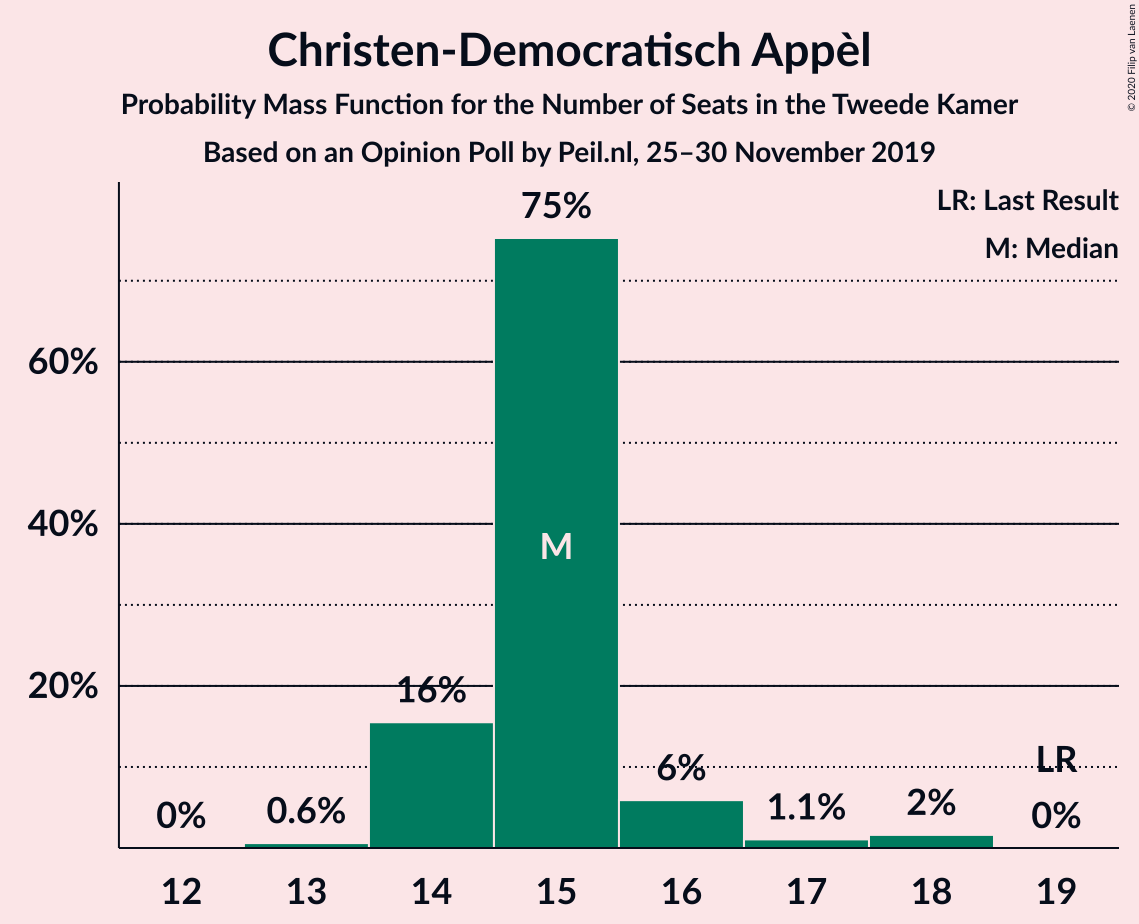 Christen-Democratisch Appèl
Probability Mass Function for the Number of Seats in the Tweede Kamer
Based on an Opinion Poll by Peil.nl, 25–30 November 2019
© 2020 Filip van Laenen
LR: Last Result
M: Median
75%
60%
40%
M
20%
16%
6%
LR
0%
0.6%
1.1%
2%
0%
12 13 14 15 16 17 18 19